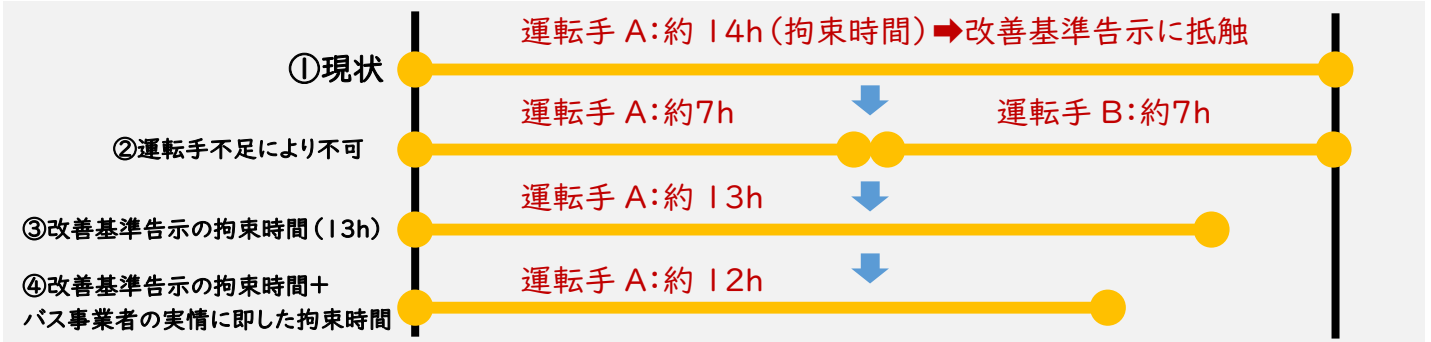 運転手 A:約 14h(拘束時間)➡改善基準告示に抵触
①現状
運転手 A:約7h
運転手 B:約7h
②運転手不足により不可
運転手 A:約 13h
③改善基準告示の拘束時間(13h)
運転手 A:約 12h
④改善基準告示の拘束時間+
バス事業者の実情に即した拘束時間